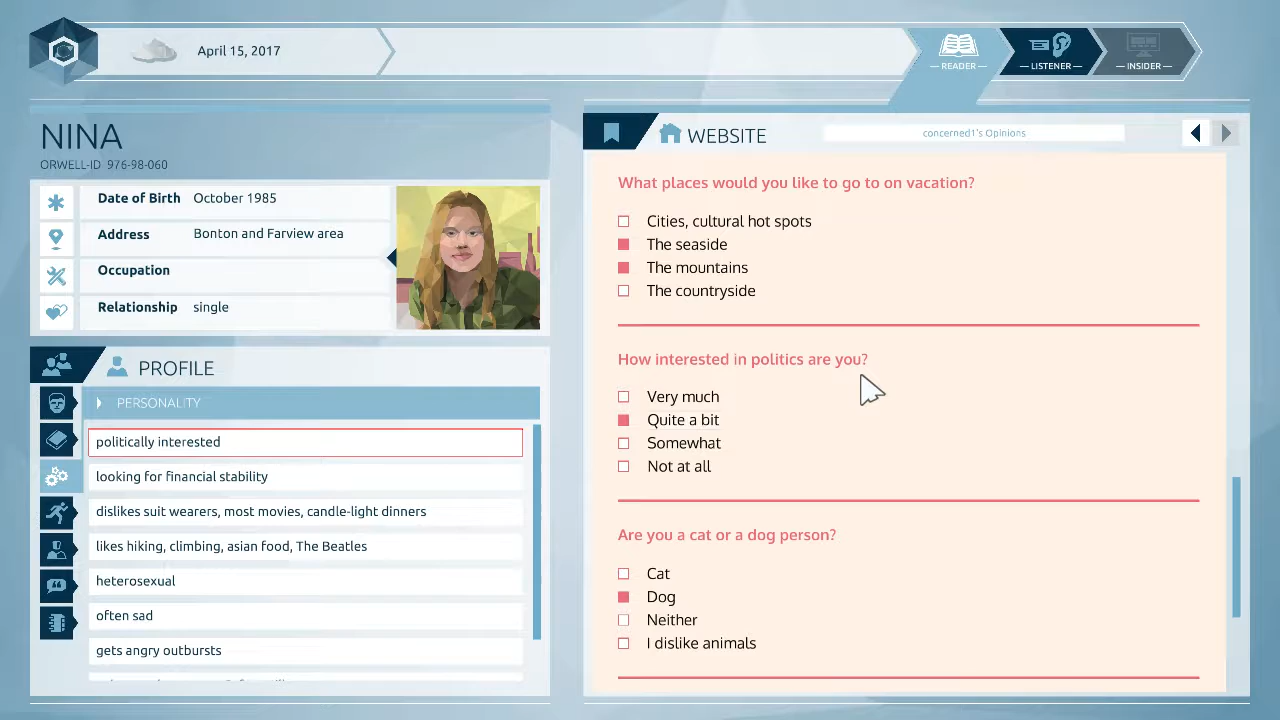 April 15, 2017
— READER —
— LISTENER —
— INSIDER —
NINA
ORWELL-ID 976-98-060
Date of Birth October 1985
Address Bonton and Farview area
Occupation
Relationship single
PROFILE
PERSONALITY
politically interested
looking for financial stability
dislikes suit wearers, most movies, candle-light dinners
likes hiking, climbing, asian food, The Beatles
heterosexual
often sad
gets angry outbursts
WEBSITE
concerned1's Opinions
What places would you like to go to on vacation?
Cities, cultural hot spots
The seaside
The mountains
The countryside
How interested in politics are you?
Very much
Quite a bit
Somewhat
Not at all
Are you a cat or a dog person?
Cat
Dog
Neither
I dislike animals